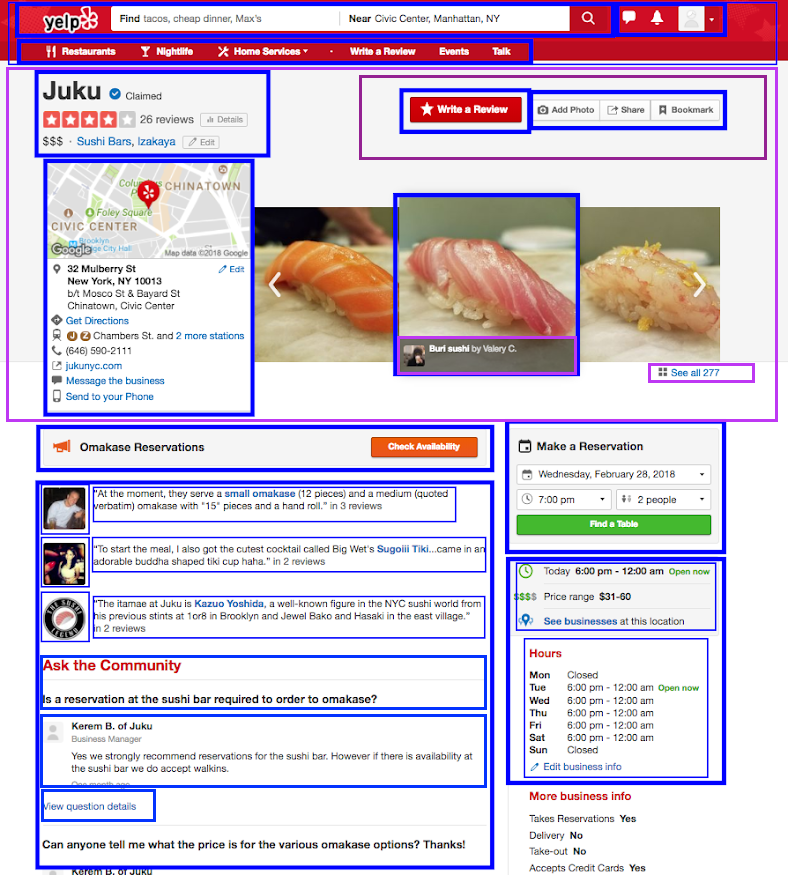 yelp Find tacos, cheap dinner, Max's Near Civic Center, Manhattan, NY
Restaurants Nightlife Home Services · Write a Review Events Talk
Juku Claimed
26 reviews Details
$$$ · Sushi Bars, Izakaya Edit
Write a Review Add Photo Share Bookmark
CHINATOWN
Foley Square
CIVIC CENTER
Brooklyn
City Hall
Google Map data ©2018 Google
32 Mulberry St Edit
New York, NY 10013
b/t Mosco St & Bayard St
Chinatown, Civic Center
Get Directions
J Z Chambers St. and 2 more stations
(646) 590-2111
jukunyc.com
Message the business
Send to your Phone
Buri sushi by Valery C.
See all 277
Omakase Reservations Check Availability
"At the moment, they serve a small omakase (12 pieces) and a medium (quoted
verbatim) omakase with "15" pieces and a hand roll." in 3 reviews
"To start the meal, I also got the cutest cocktail called Big Wet's Sugoiii Tiki...came in an
adorable buddha shaped tiki cup haha." in 2 reviews
THE SUSHI
LEGEND
"The itamae at Juku is Kazuo Yoshida, a well-known figure in the NYC sushi world from
his previous stints at 1or8 in Brooklyn and Jewel Bako and Hasaki in the east village."
in 2 reviews
Ask the Community
Is a reservation at the sushi bar required to order to omakase?
Kerem B. of Juku
Business Manager
Yes we strongly recommend reservations for the sushi bar. However if there is availability at
the sushi bar we do accept walkins.
One month ago
View question details
Can anyone tell me what the price is for the various omakase options? Thanks!
Kerem B. of Juku
Make a Reservation
Wednesday, February 28, 2018
7:00 pm 2 people
Find a Table
Today 6:00 pm - 12:00 am Open now
$$$$ Price range $31-60
See businesses at this location
Hours
Mon Closed
Tue 6:00 pm - 12:00 am Open now
Wed 6:00 pm - 12:00 am
Thu 6:00 pm - 12:00 am
Fri 6:00 pm - 12:00 am
Sat 6:00 pm - 12:00 am
Sun Closed
Edit business info
More business info
Takes Reservations Yes
Delivery No
Take-out No
Accepts Credit Cards Yes